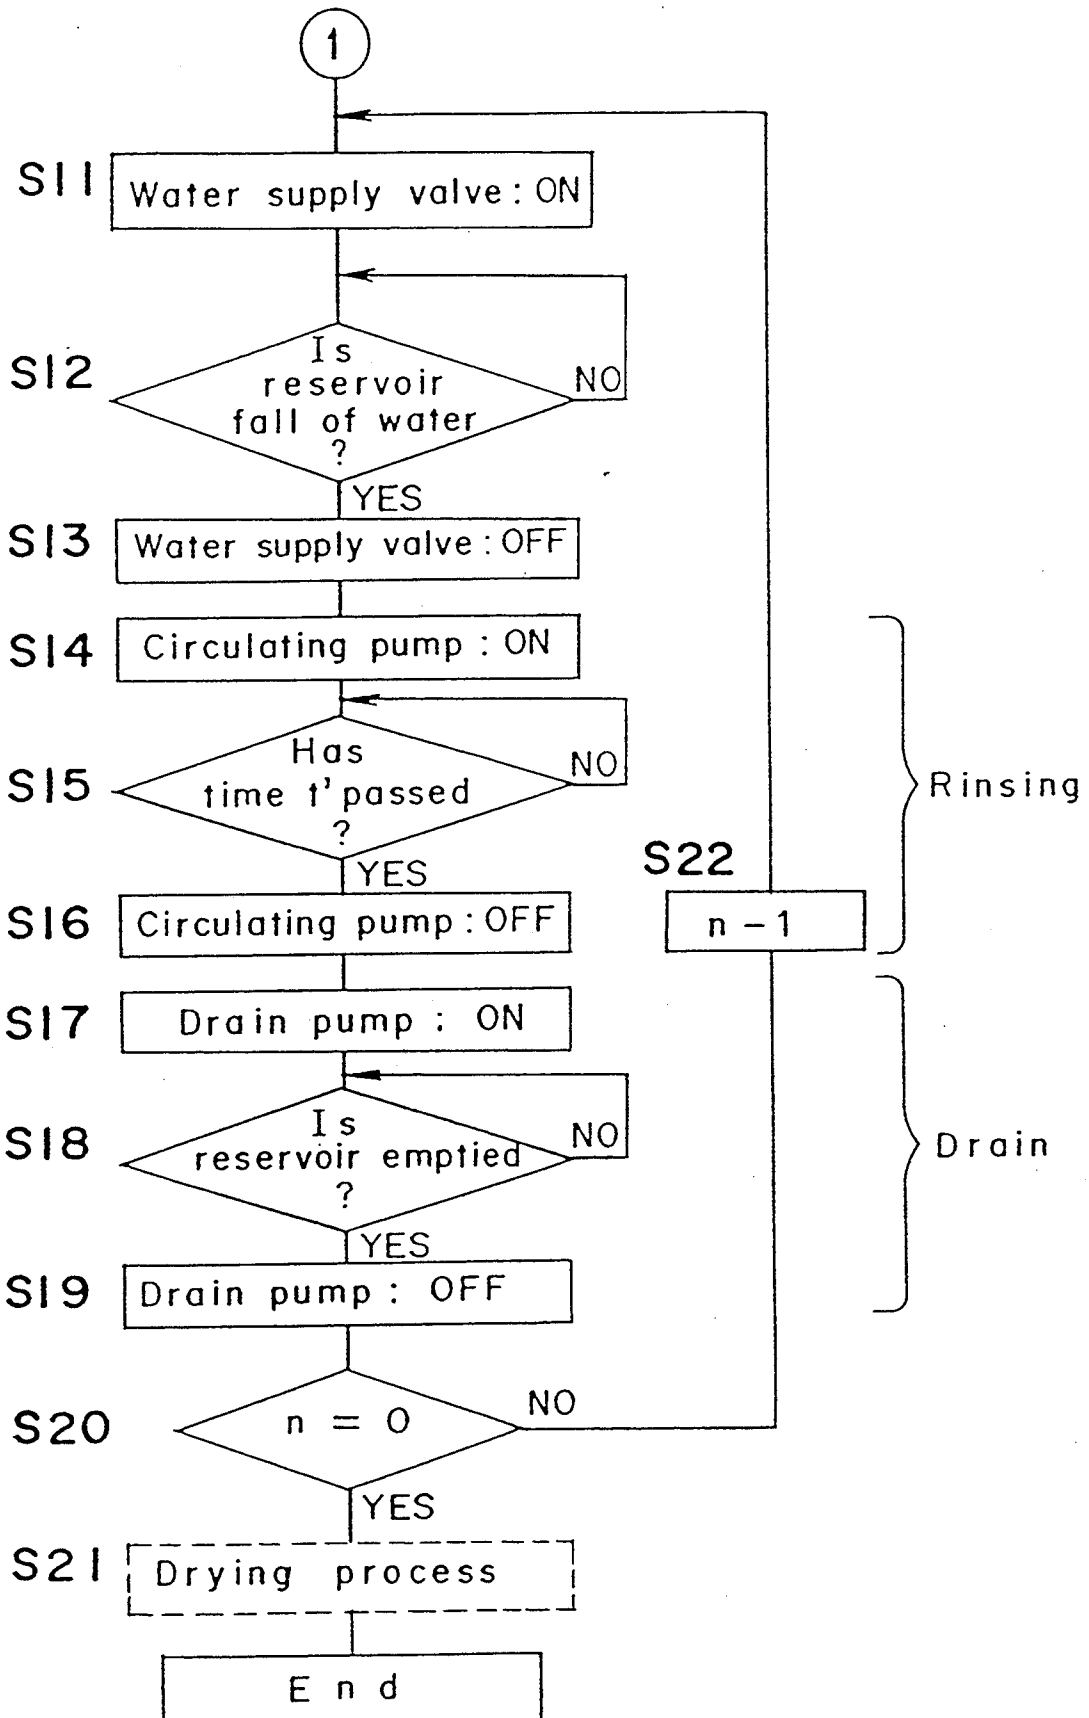 1
S11
Water supply valve : ON
S12
Is
reservoir
fall of water
?
NO
YES
S13
Water supply valve : OFF
S14
Circulating pump : ON
S15
Has
time t' passed
?
NO
YES
S16
Circulating pump : OFF
S22
n - 1
Rinsing
S17
Drain pump : ON
S18
Is
reservoir emptied
?
NO
YES
Drain
S19
Drain pump : OFF
S20
n = 0
NO
YES
S21
Drying process
End